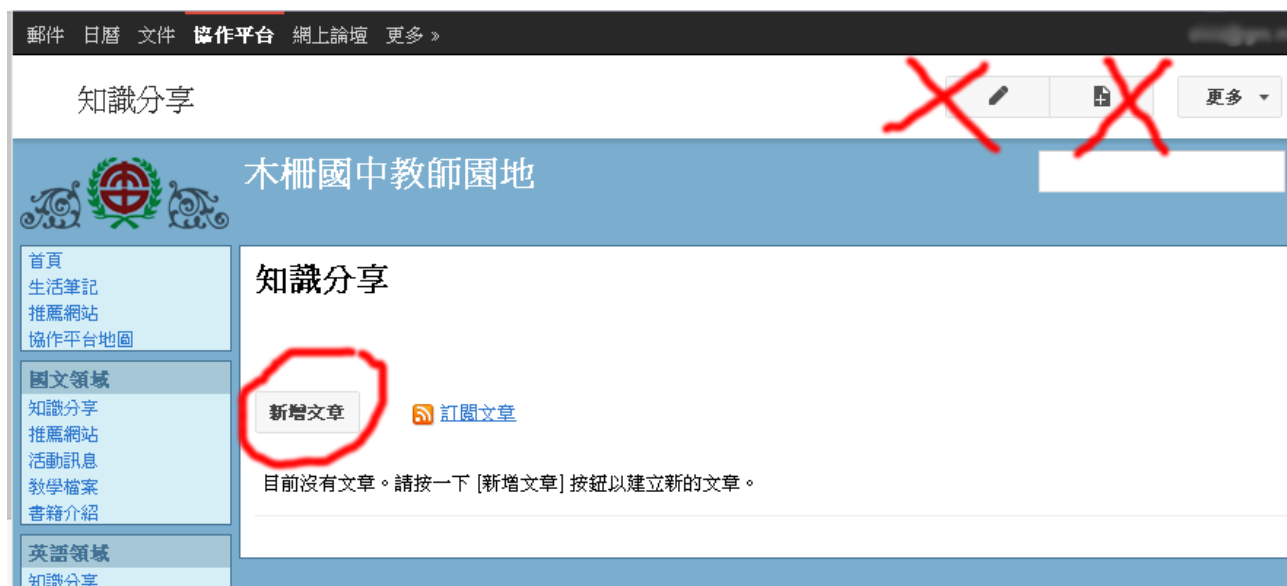 郵件 日曆 文件 協作平台 網上論壇 更多 »
知識分享
更多
木柵國中教師園地
首頁
生活筆記
推薦網站
協作平台地圖
國文領域
知識分享
推薦網站
活動訊息
教學檔案
書籍介紹
英語領域
知識分享
知識分享
新增文章 訂閱文章
目前沒有文章。請按一下 [新增文章] 按鈕以建立新的文章。